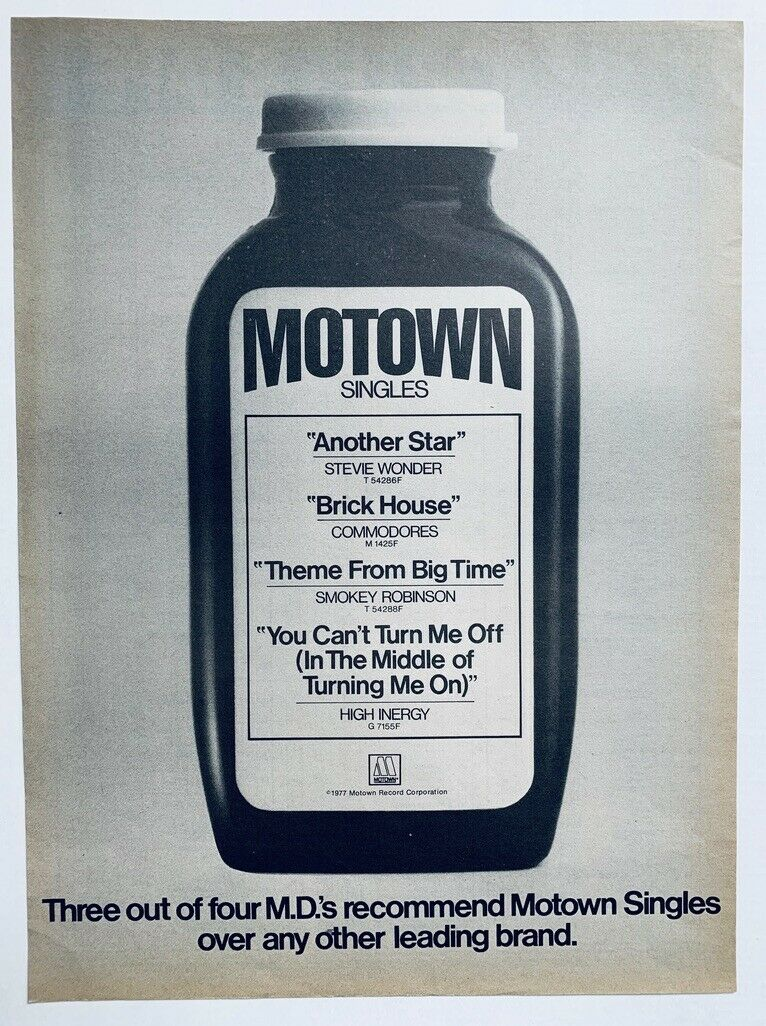 MOTOWN
SINGLES
"Another Star"
STEVIE WONDER
T 54286F
"Brick House"
COMMODORES
M 1425F
"Theme From Big Time"
SMOKEY ROBINSON
T 54288F
"You Can't Turn Me Off
(In The Middle of
Turning Me On)"
HIGH INERGY
G 7155F
MOTOWN
©1977 Motown Record Corporation
Three out of four M.D.'s recommend Motown Singles
over any other leading brand.